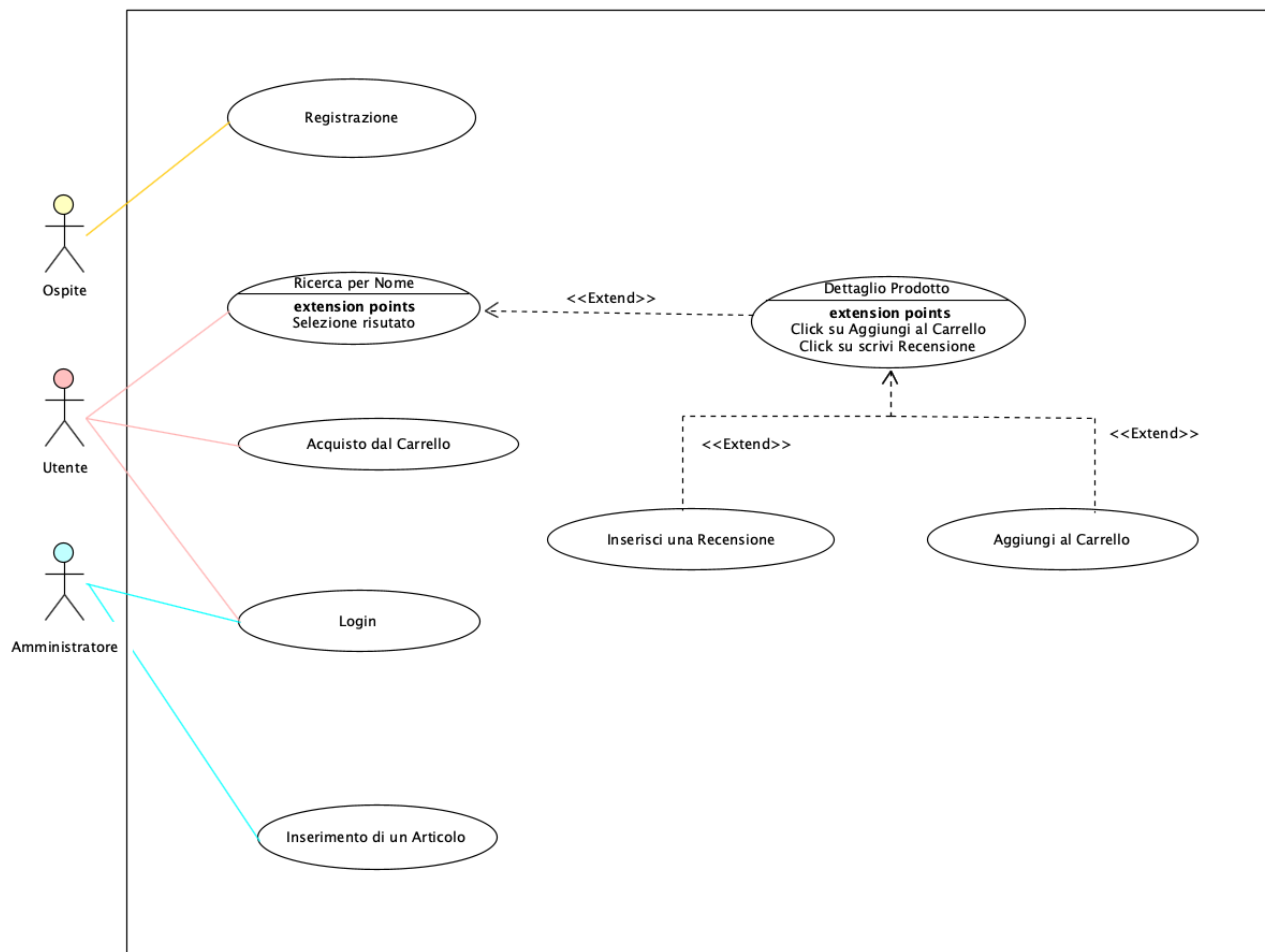 Registrazione
Ospite
Ricerca per Nome
extension points
Selezione risutato
<<Extend>>
Dettaglio Prodotto
extension points
Click su Aggiungi al Carrello
Click su scrivi Recensione
Utente
Acquisto dal Carrello
<<Extend>>
<<Extend>>
Inserisci una Recensione
Aggiungi al Carrello
Amministratore
Login
Inserimento di un Articolo